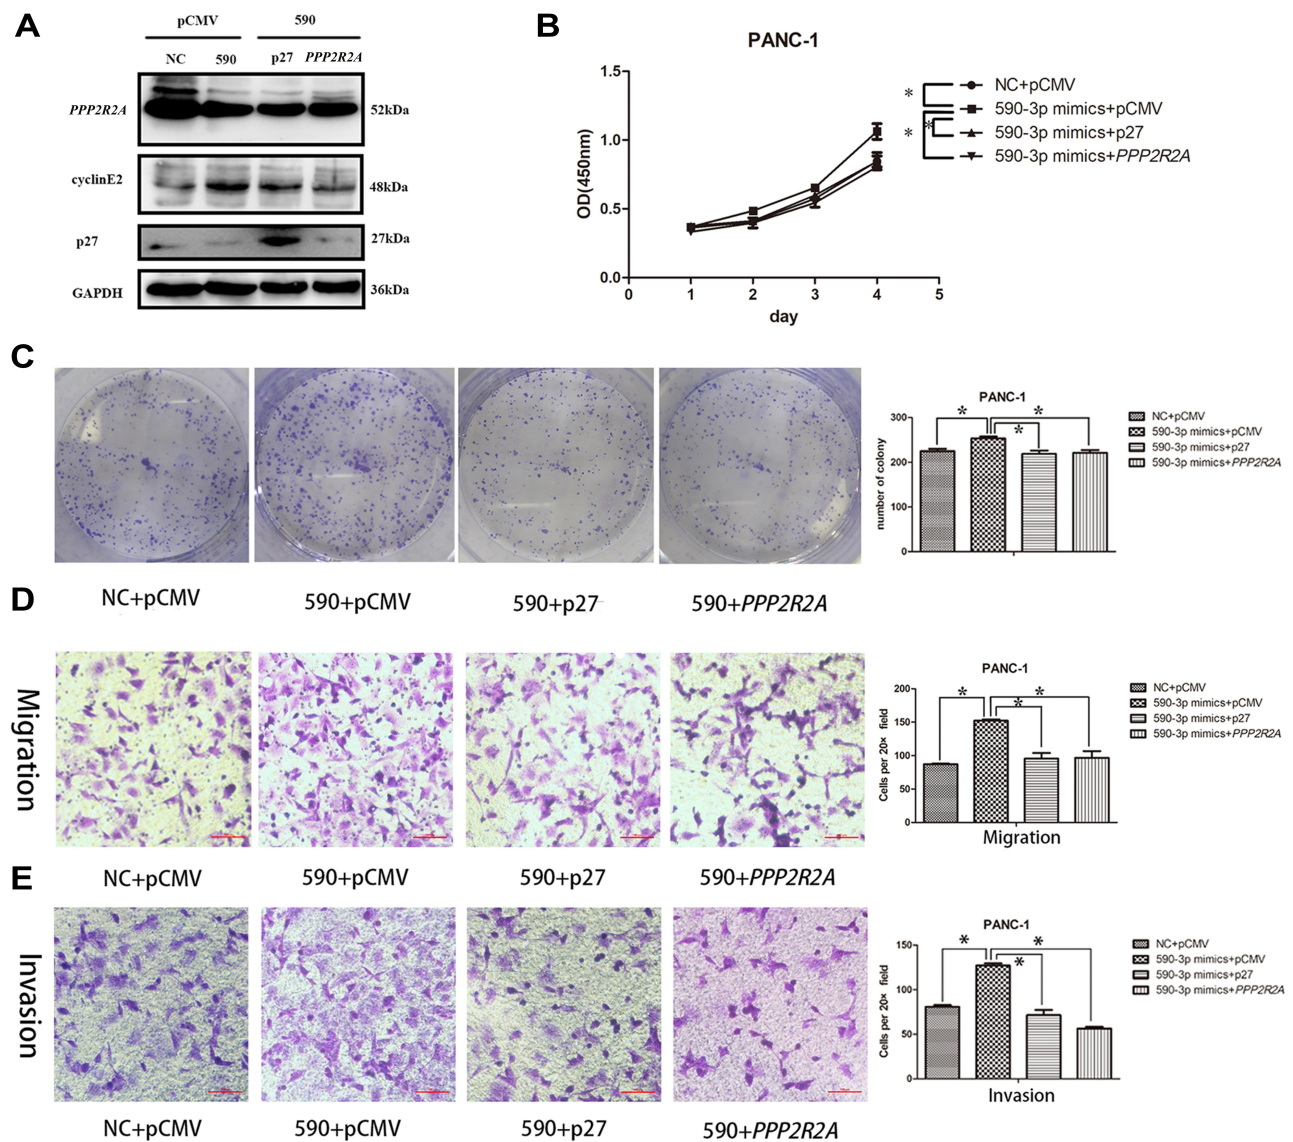 A
pCMV 590
NC 590 p27 PPP2R2A
PPP2R2A 52kDa
cyclinE2 48kDa
p27 27kDa
GAPDH 36kDa
B
PANC-1
OD(450nm)
1.5
1.0
0.5
0.0
0 1 2 3 4 5
day
* NC+pCMV
590-3p mimics+pCMV
* * 590-3p mimics+p27
590-3p mimics+PPP2R2A
C
NC+pCMV 590+pCMV 590+p27 590+PPP2R2A
PANC-1
number of colony
300
200
100
0
* * *
NC+pCMV
590-3p mimics+pCMV
590-3p mimics+p27
590-3p mimics+PPP2R2A
D
Migration
NC+pCMV 590+pCMV 590+p27 590+PPP2R2A
PANC-1
Cells per 20× field
200
150
100
50
0
* * *
Migration
NC+pCMV
590-3p mimics+pCMV
590-3p mimics+p27
590-3p mimics+PPP2R2A
E
Invasion
NC+pCMV 590+pCMV 590+p27 590+PPP2R2A
PANC-1
Cells per 20× field
150
100
50
0
* * *
Invasion
NC+pCMV
590-3p mimics+pCMV
590-3p mimics+p27
590-3p mimics+PPP2R2A